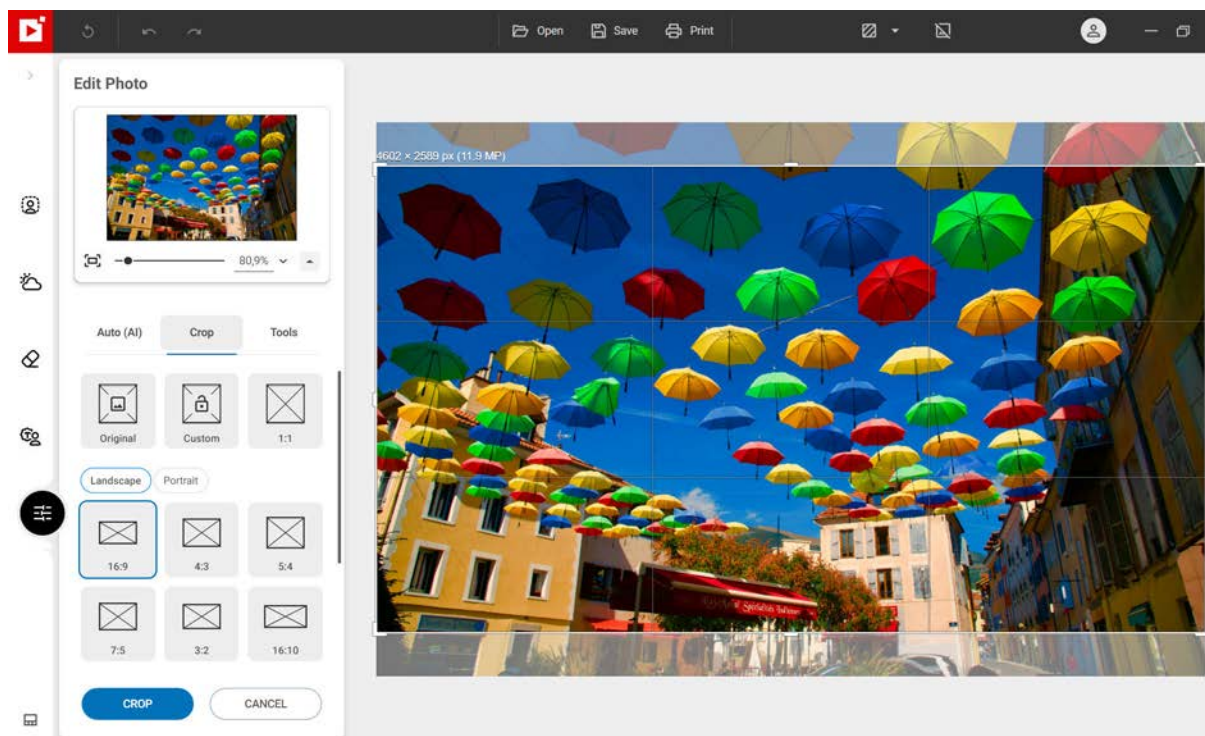 Open Save Print
Edit Photo
4602 × 2589 px (11.9 MP)
80,9%
Auto (AI) Crop Tools
Original Custom 1:1
Landscape Portrait
16:9 4:3 5:4
7:5 3:2 16:10
CROP CANCEL